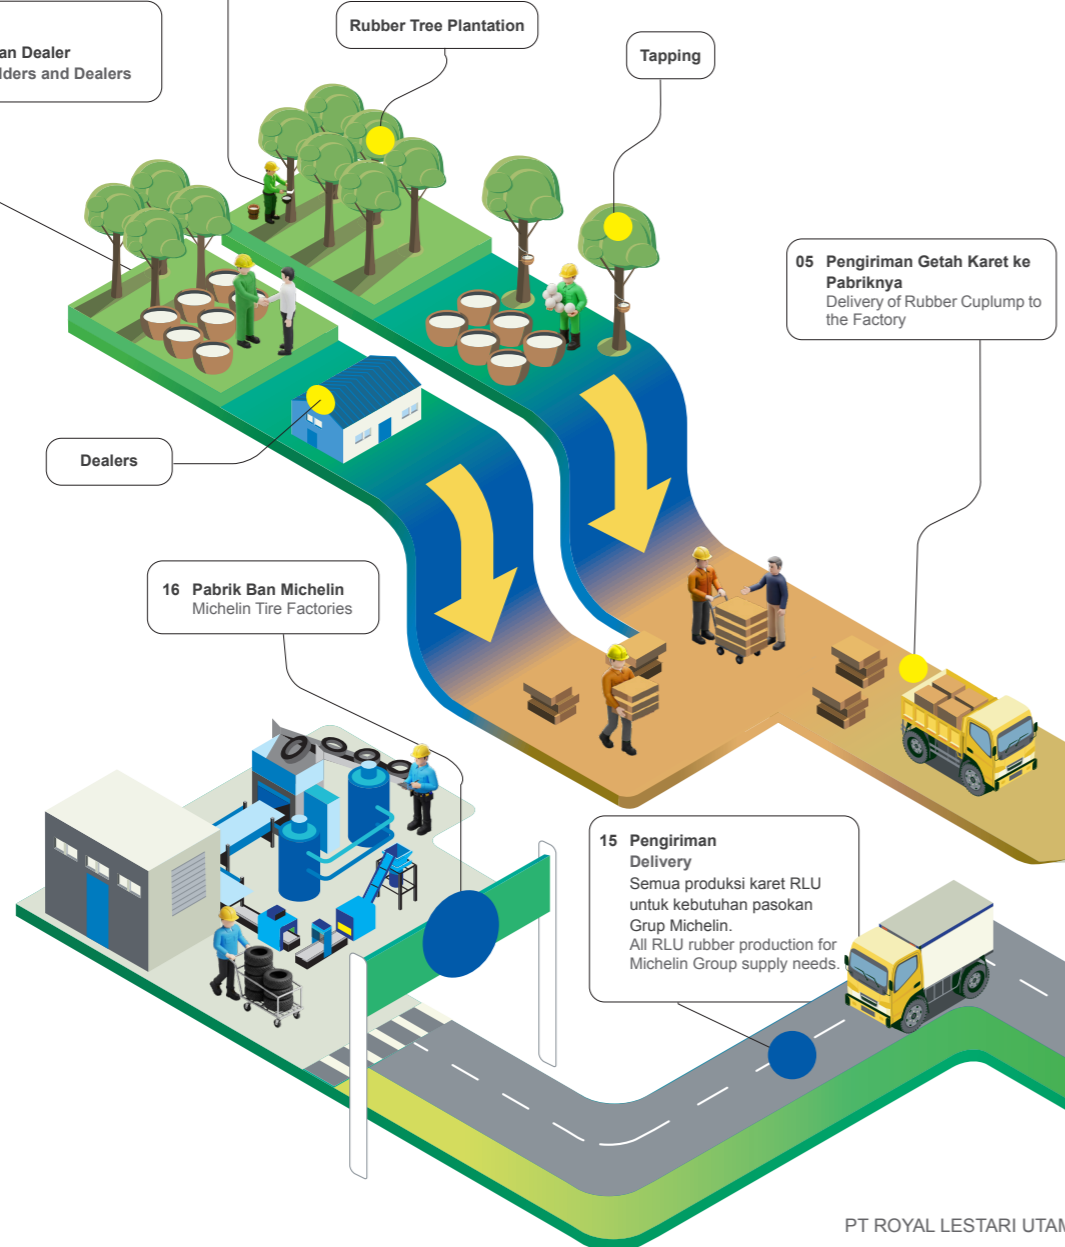 an Dealer
lders and Dealers
Rubber Tree Plantation
Tapping
05 Pengiriman Getah Karet ke
Pabriknya
Delivery of Rubber Cuplump to
the Factory
Dealers
16 Pabrik Ban Michelin
Michelin Tire Factories
15 Pengiriman
Delivery
Semua produksi karet RLU
untuk kebutuhan pasokan
Grup Michelin.
All RLU rubber production for
Michelin Group supply needs.
PT ROYAL LESTARI UTAM